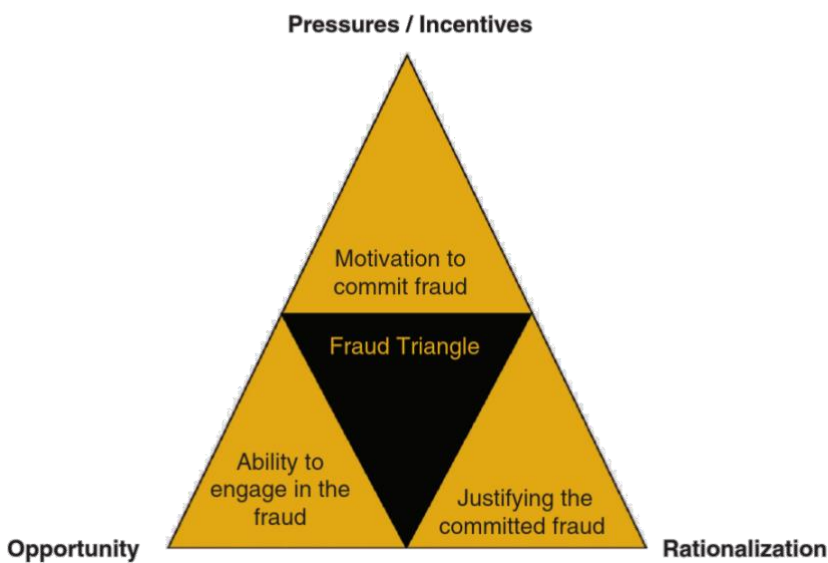 Pressures / Incentives
Motivation to
commit fraud
Fraud Triangle
Ability to
engage in the
fraud
Justifying the
committed fraud
Opportunity
Rationalization